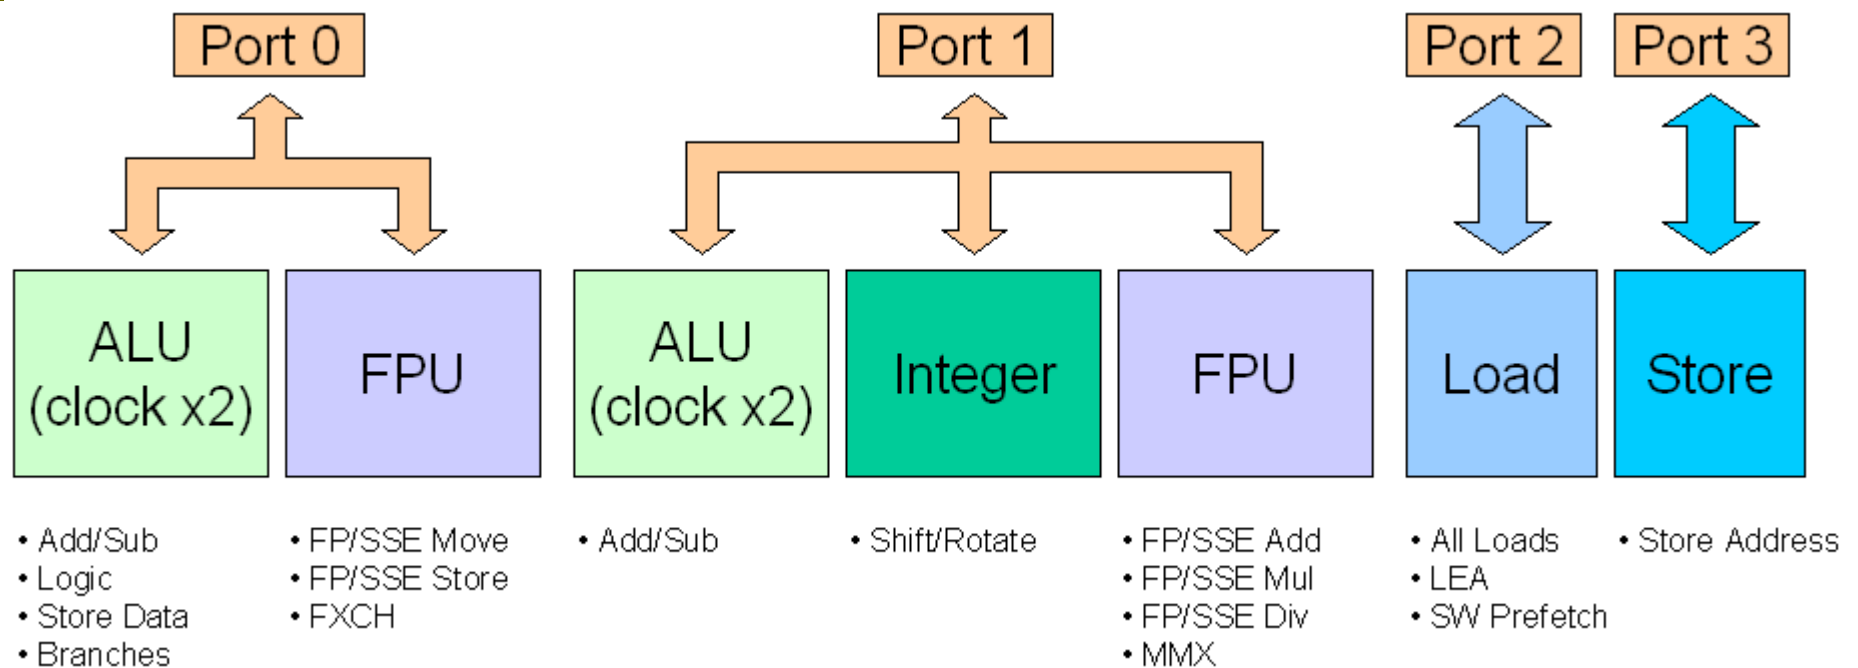 Port 0
Port 1
Port 2
Port 3
ALU
(clock x2)
FPU
ALU
(clock x2)
Integer
FPU
Load
Store
• Add/Sub
• Logic
• Store Data
• Branches
• FP/SSE Move
• FP/SSE Store
• FXCH
• Add/Sub
• Shift/Rotate
• FP/SSE Add
• FP/SSE Mul
• FP/SSE Div
• MMX
• All Loads
• LEA
• SW Prefetch
• Store Address